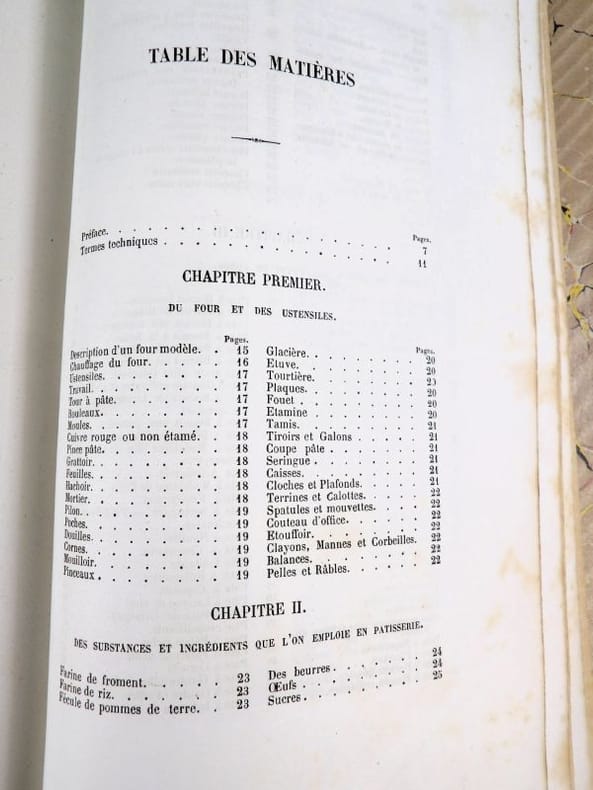 TABLE DES MATIÈRES
Pages.
Préface. . . . . . . . . . . . . . . . . 7
Termes techniques . . . . . . . . . . . . . . 11
CHAPITRE PREMIER.
DU FOUR ET DES USTENSILES.
Pages.
Description d'un four modèle. . 15
Chauffage du four. . . . . 16
Ustensiles. . . . . . . 17
Travail. . . . . . . . 17
Tour à pâte. . . . . . . 17
Rouleaux. . . . . . . . 17
Moules. . . . . . . . 17
Cuivre rouge ou non étamé. . 18
Pince pâte. . . . . . . 18
Grattoir. . . . . . . . 18
Feuilles. . . . . . . . 18
Hachoir. . . . . . . . 18
Mortier. . . . . . . . 18
Pilon. . . . . . . . . 19
Poches. . . . . . . . 19
Douilles. . . . . . . . 19
Cornes. . . . . . . . 19
Mouilloir. . . . . . . . 19
Pinceaux. . . . . . . . 19
Pages.
Glacière. . . . . . . . 20
Etuve. . . . . . . . . 20
Tourtière. . . . . . . . 20
Plaques. . . . . . . . 20
Fouet . . . . . . . . 20
Etamine . . . . . . . . 20
Tamis. . . . . . . . . 21
Tiroirs et Galons . . . . . 21
Coupe pâte . . . . . . . 21
Seringue . . . . . . . 21
Caisses. . . . . . . . 21
Cloches et Plafonds. . . . . 21
Terrines et Calottes. . . . . 22
Spatules et mouvettes. . . . 22
Couteau d'office. . . . . . 22
Etouffoir. . . . . . . . 22
Clayons, Mannes et Corbeilles. 22
Balances. . . . . . . . 22
Pelles et Râbles. . . . . . 22
CHAPITRE II.
DES SUBSTANCES ET INGRÉDIENTS QUE L'ON EMPLOIE EN PATISSERIE.
Farine de froment. . . . . . 23
Farine de riz. . . . . . . 23
Fécule de pommes de terre. . 23
Des beurres . . . . . . . 24
Œufs . . . . . . . . 24
Sucres. . . . . . . . . 25